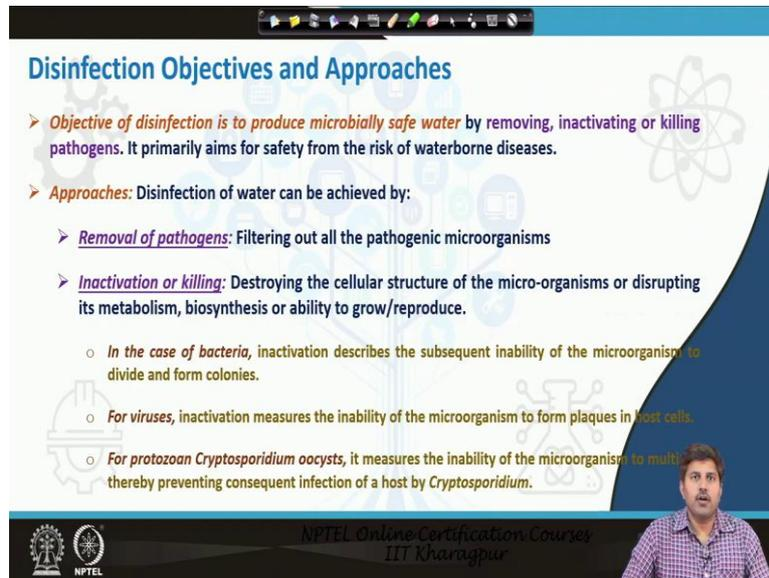 Disinfection Objectives and Approaches
Objective of disinfection is to produce microbially safe water by removing, inactivating or killing
pathogens. It primarily aims for safety from the risk of waterborne diseases.
Approaches: Disinfection of water can be achieved by:
Removal of pathogens: Filtering out all the pathogenic microorganisms
Inactivation or killing: Destroying the cellular structure of the micro-organisms or disrupting
its metabolism, biosynthesis or ability to grow/reproduce.
In the case of bacteria, inactivation describes the subsequent inability of the microorganism to
divide and form colonies.
For viruses, inactivation measures the inability of the microorganism to form plaques in host cells.
For protozoan Cryptosporidium oocysts, it measures the inability of the microorganism to
thereby preventing consequent infection of a host by Cryptosporidium.
NPTEL Online Certification Courses
IIT Kharagpur
NPTEL